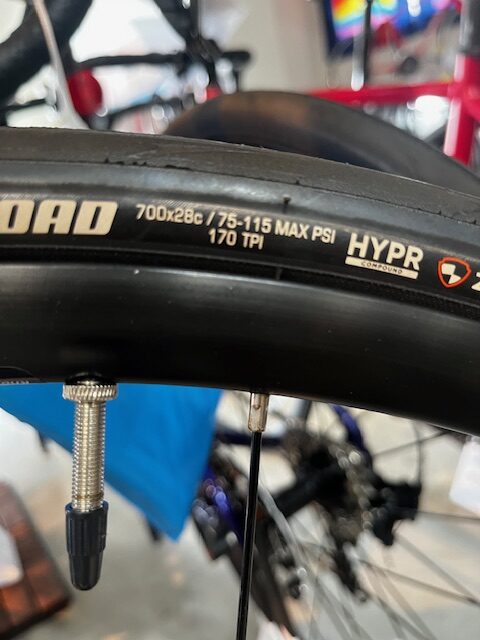 OAD
700x28c / 75-115 MAX PSI
170 TPI
HYPR
COMPOUND